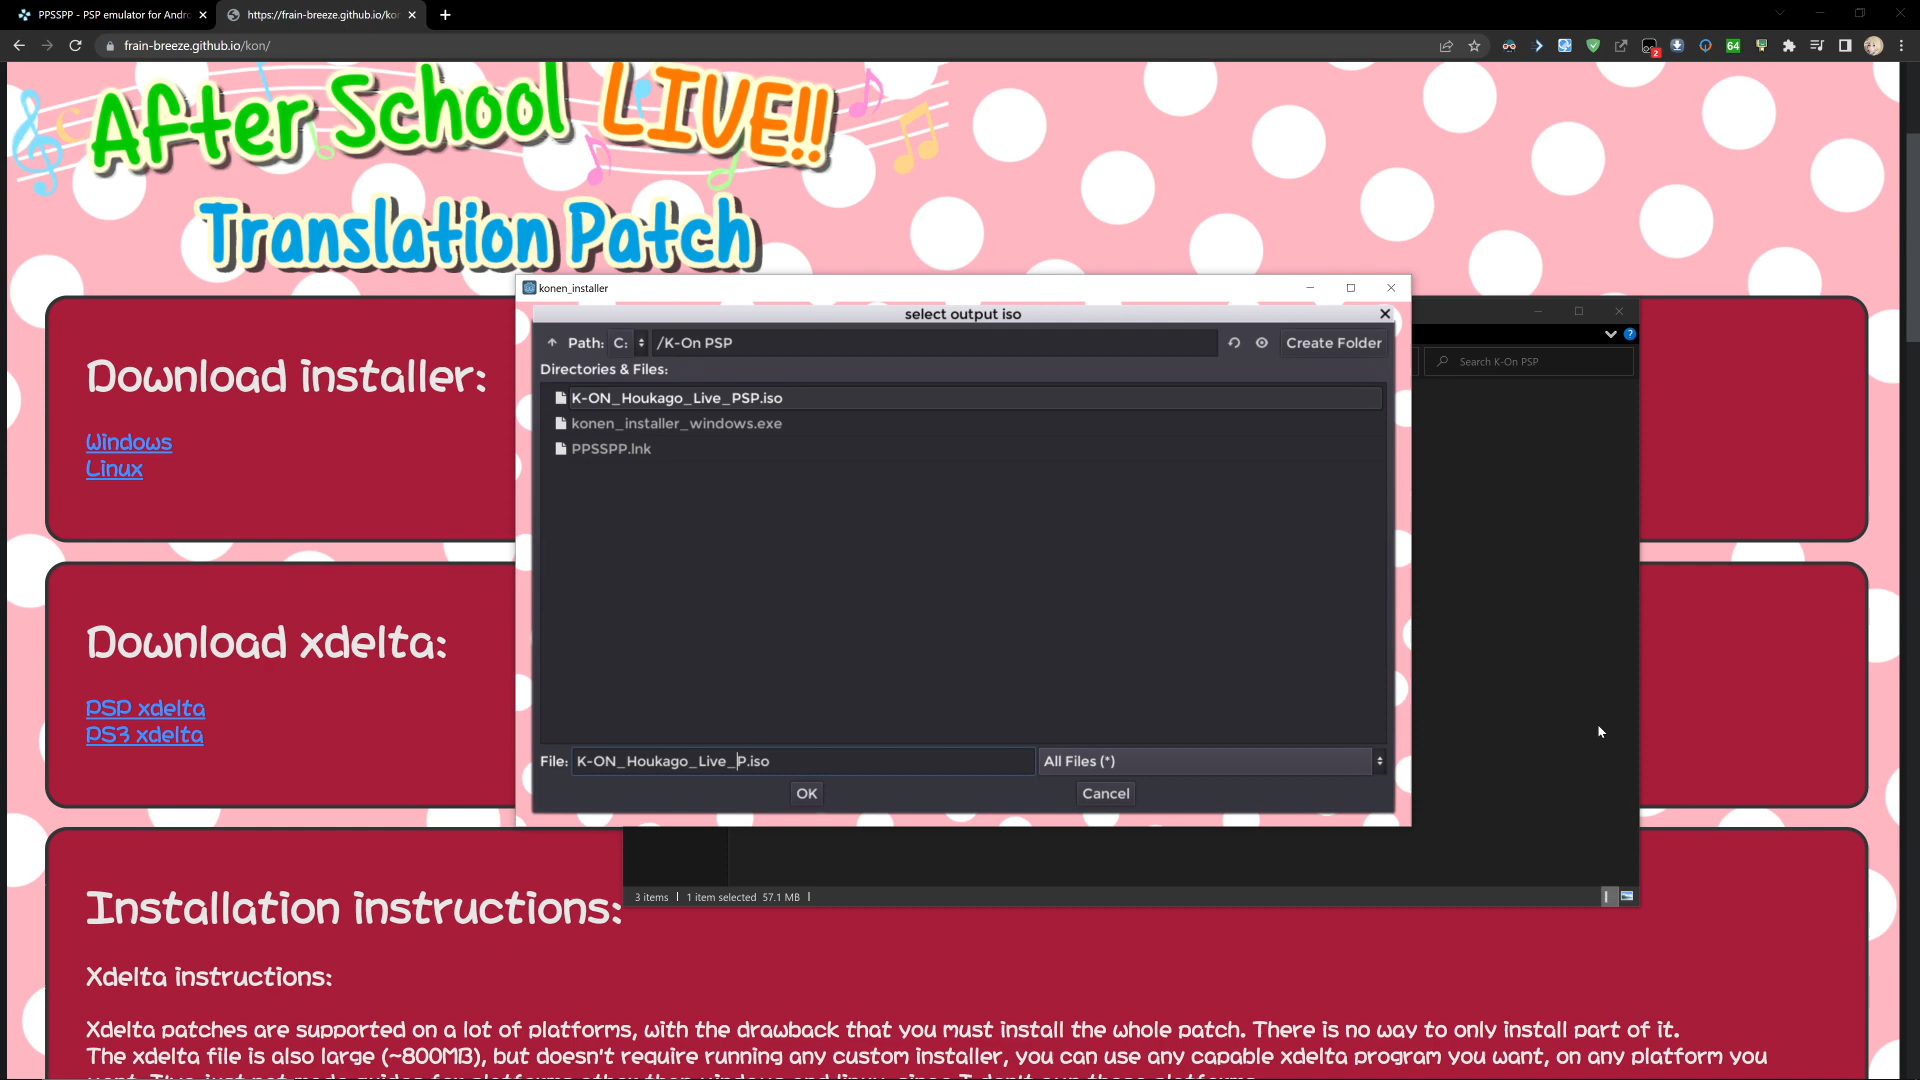 PPSSPP - PSP emulator for Andro
https://frain-breeze.github.io/kon
frain-breeze.github.io/kon/
2
64
After School LIVE!!
Translation Patch
konen_installer
select output iso
Path: C: /K-On PSP
Create Folder
Directories & Files:
K-ON_Houkago_Live_PSP.iso
konen_installer_windows.exe
PPSSPP.lnk
File: K-ON_Houkago_Live_P.iso
All Files (*)
OK
Cancel
Search K-On PSP
3 items
1 item selected 57.1 MB
Download installer:
Windows
Linux
Download xdelta:
PSP xdelta
PS3 xdelta
Installation instructions:
Xdelta instructions:
Xdelta patches are supported on a lot of platforms, with the drawback that you must install the whole patch. There is no way to only install part of it.
The xdelta file is also large (~800MB), but doesn't require running any custom installer, you can use any capable xdelta program you want, on any platform you